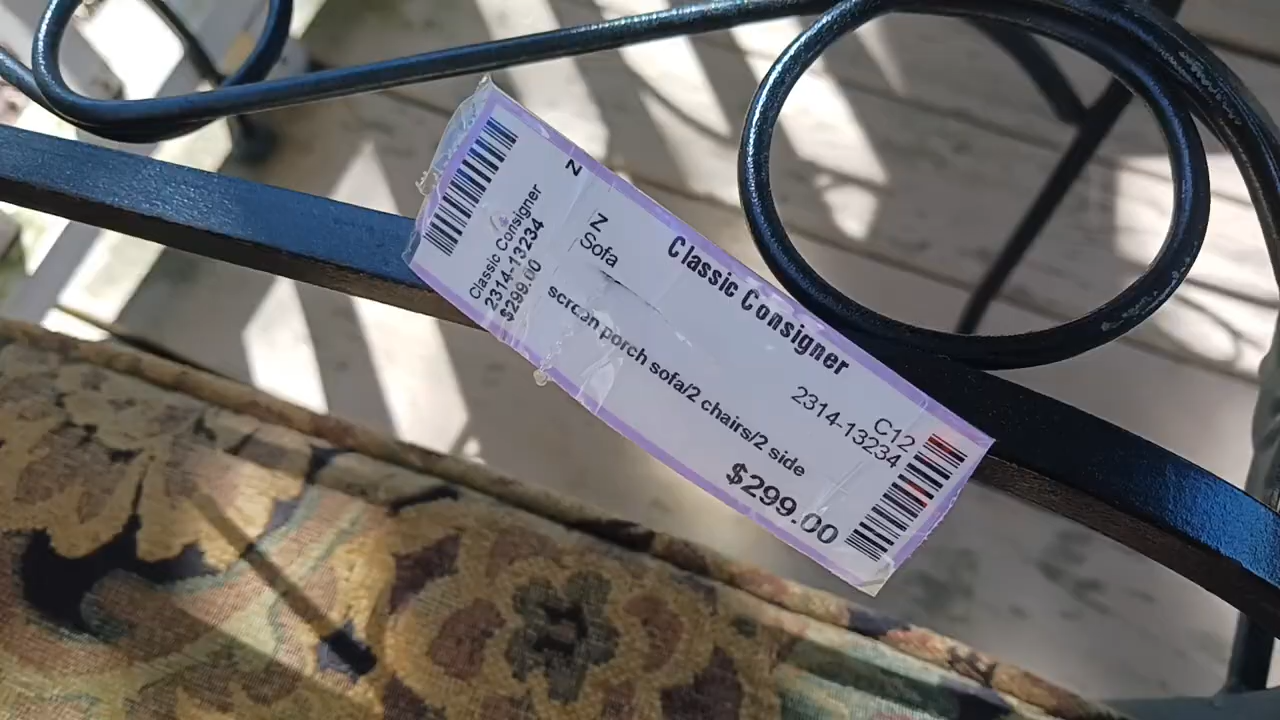 Classic Consigner
2314-13234
$299.00
N
N
Sofa
Classic Consigner
C12
2314-13234
screan porch sofa/2 chairs/2 side
$299.00